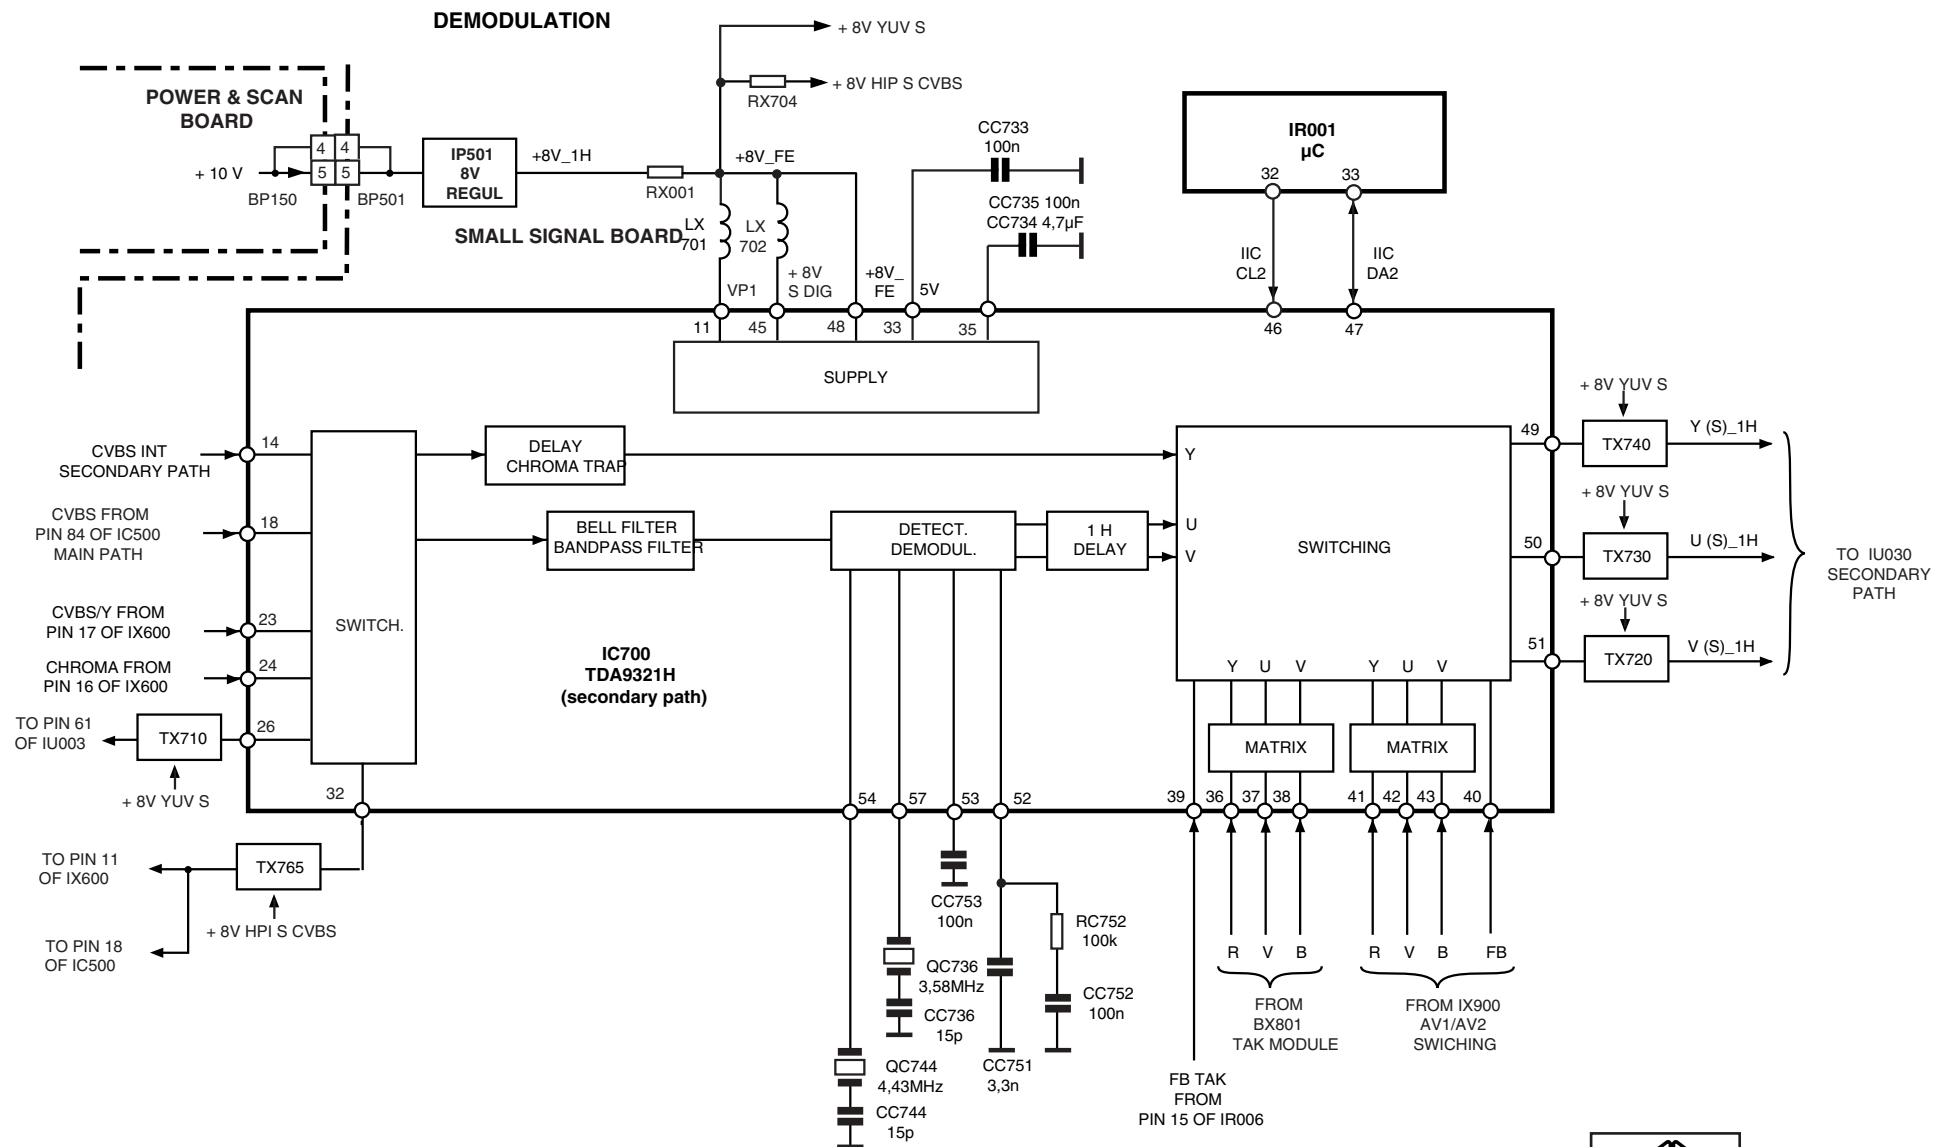 DEMODULATION
+ 8V YUV S
+ 8V HIP S CVBS
RX704
POWER & SCAN
BOARD
4 4
5 5
+ 10 V
BP150
BP501
IP501
8V
REGUL
+8V_1H
RX001
+8V_FE
SMALL SIGNAL BOARD
LX
701
LX
702
CC733
100n
CC735 100n
CC734 4,7µF
IR001
µC
32
33
IIC
CL2
IIC
DA2
VP1
+ 8V
S DIG
+8V_
FE
5V
11
45
48
33
35
46
47
SUPPLY
CVBS INT
SECONDARY PATH
14
CVBS FROM
PIN 84 OF IC500
MAIN PATH
18
CVBS/Y FROM
PIN 17 OF IX600
23
CHROMA FROM
PIN 16 OF IX600
24
TO PIN 61
OF IU003
TX710
26
+ 8V YUV S
SWITCH.
32
DELAY
CHROMA TRAP
BELL FILTER
BANDPASS FILTER
DETECT.
DEMODUL.
1 H
DELAY
Y
U
V
SWITCHING
IC700
TDA9321H
(secondary path)
49
+ 8V YUV S
TX740
Y (S)_1H
50
+ 8V YUV S
TX730
U (S)_1H
51
+ 8V YUV S
TX720
V (S)_1H
TO IU030
SECONDARY
PATH
Y U V
Y U V
MATRIX
MATRIX
54
57
53
52
39
36
37
38
41
42
43
40
TO PIN 11
OF IX600
TX765
+ 8V HPI S CVBS
TO PIN 18
OF IC500
CC753
100n
QC736
3,58MHz
CC736
15p
RC752
100k
CC752
100n
QC744
4,43MHz
CC744
15p
CC751
3,3n
R V B
FROM
BX801
TAK MODULE
R V B FB
FROM IX900
AV1/AV2
SWICHING
FB TAK
FROM
PIN 15 OF IR006